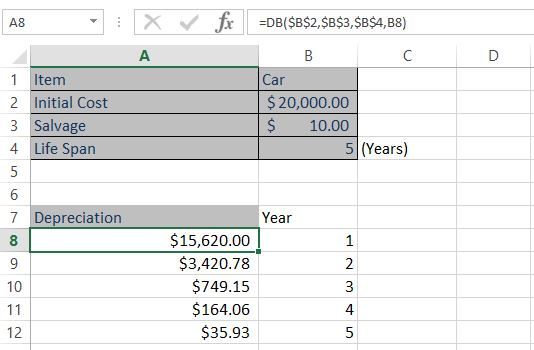 A8 fx =DB($B$2,$B$3,$B$4,B8)
A B C D
1 Item Car
2 Initial Cost $20,000.00
3 Salvage $ 10.00
4 Life Span 5 (Years)
5
6
7 Depreciation Year
8 $15,620.00 1
9 $3,420.78 2
10 $749.15 3
11 $164.06 4
12 $35.93 5